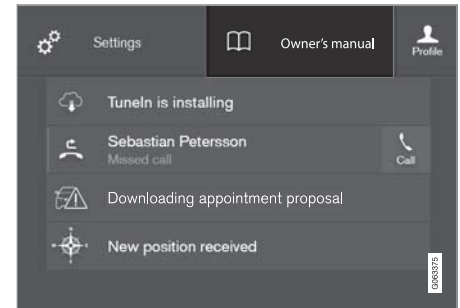 Settings
Owner's manual
Profile
TuneIn is installing
Sebastian Petersson
Missed call
Call
Downloading appointment proposal
New position received
G063375